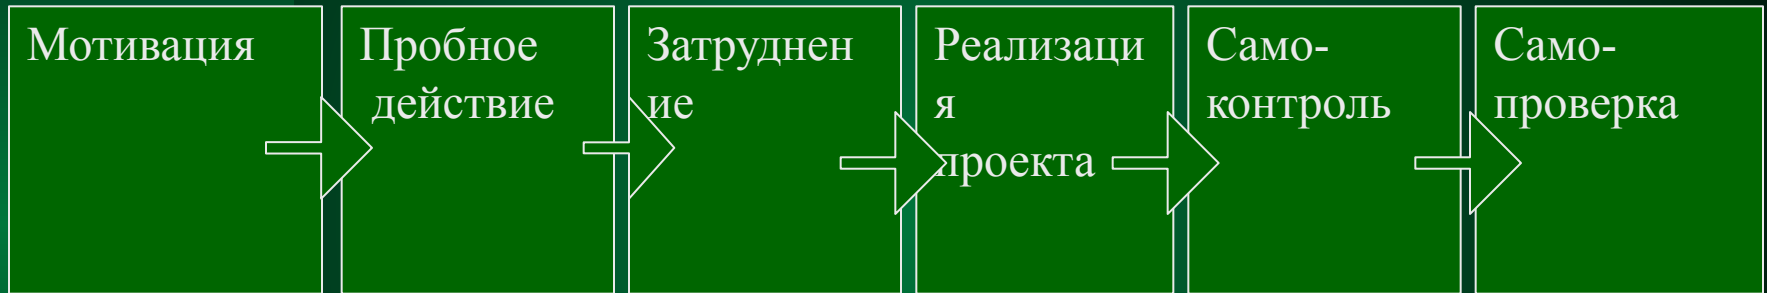 Мотивация
Пробное
действие
Затруднен
ие
Реализаци
я
проекта
Само-
контроль
Само-
проверка